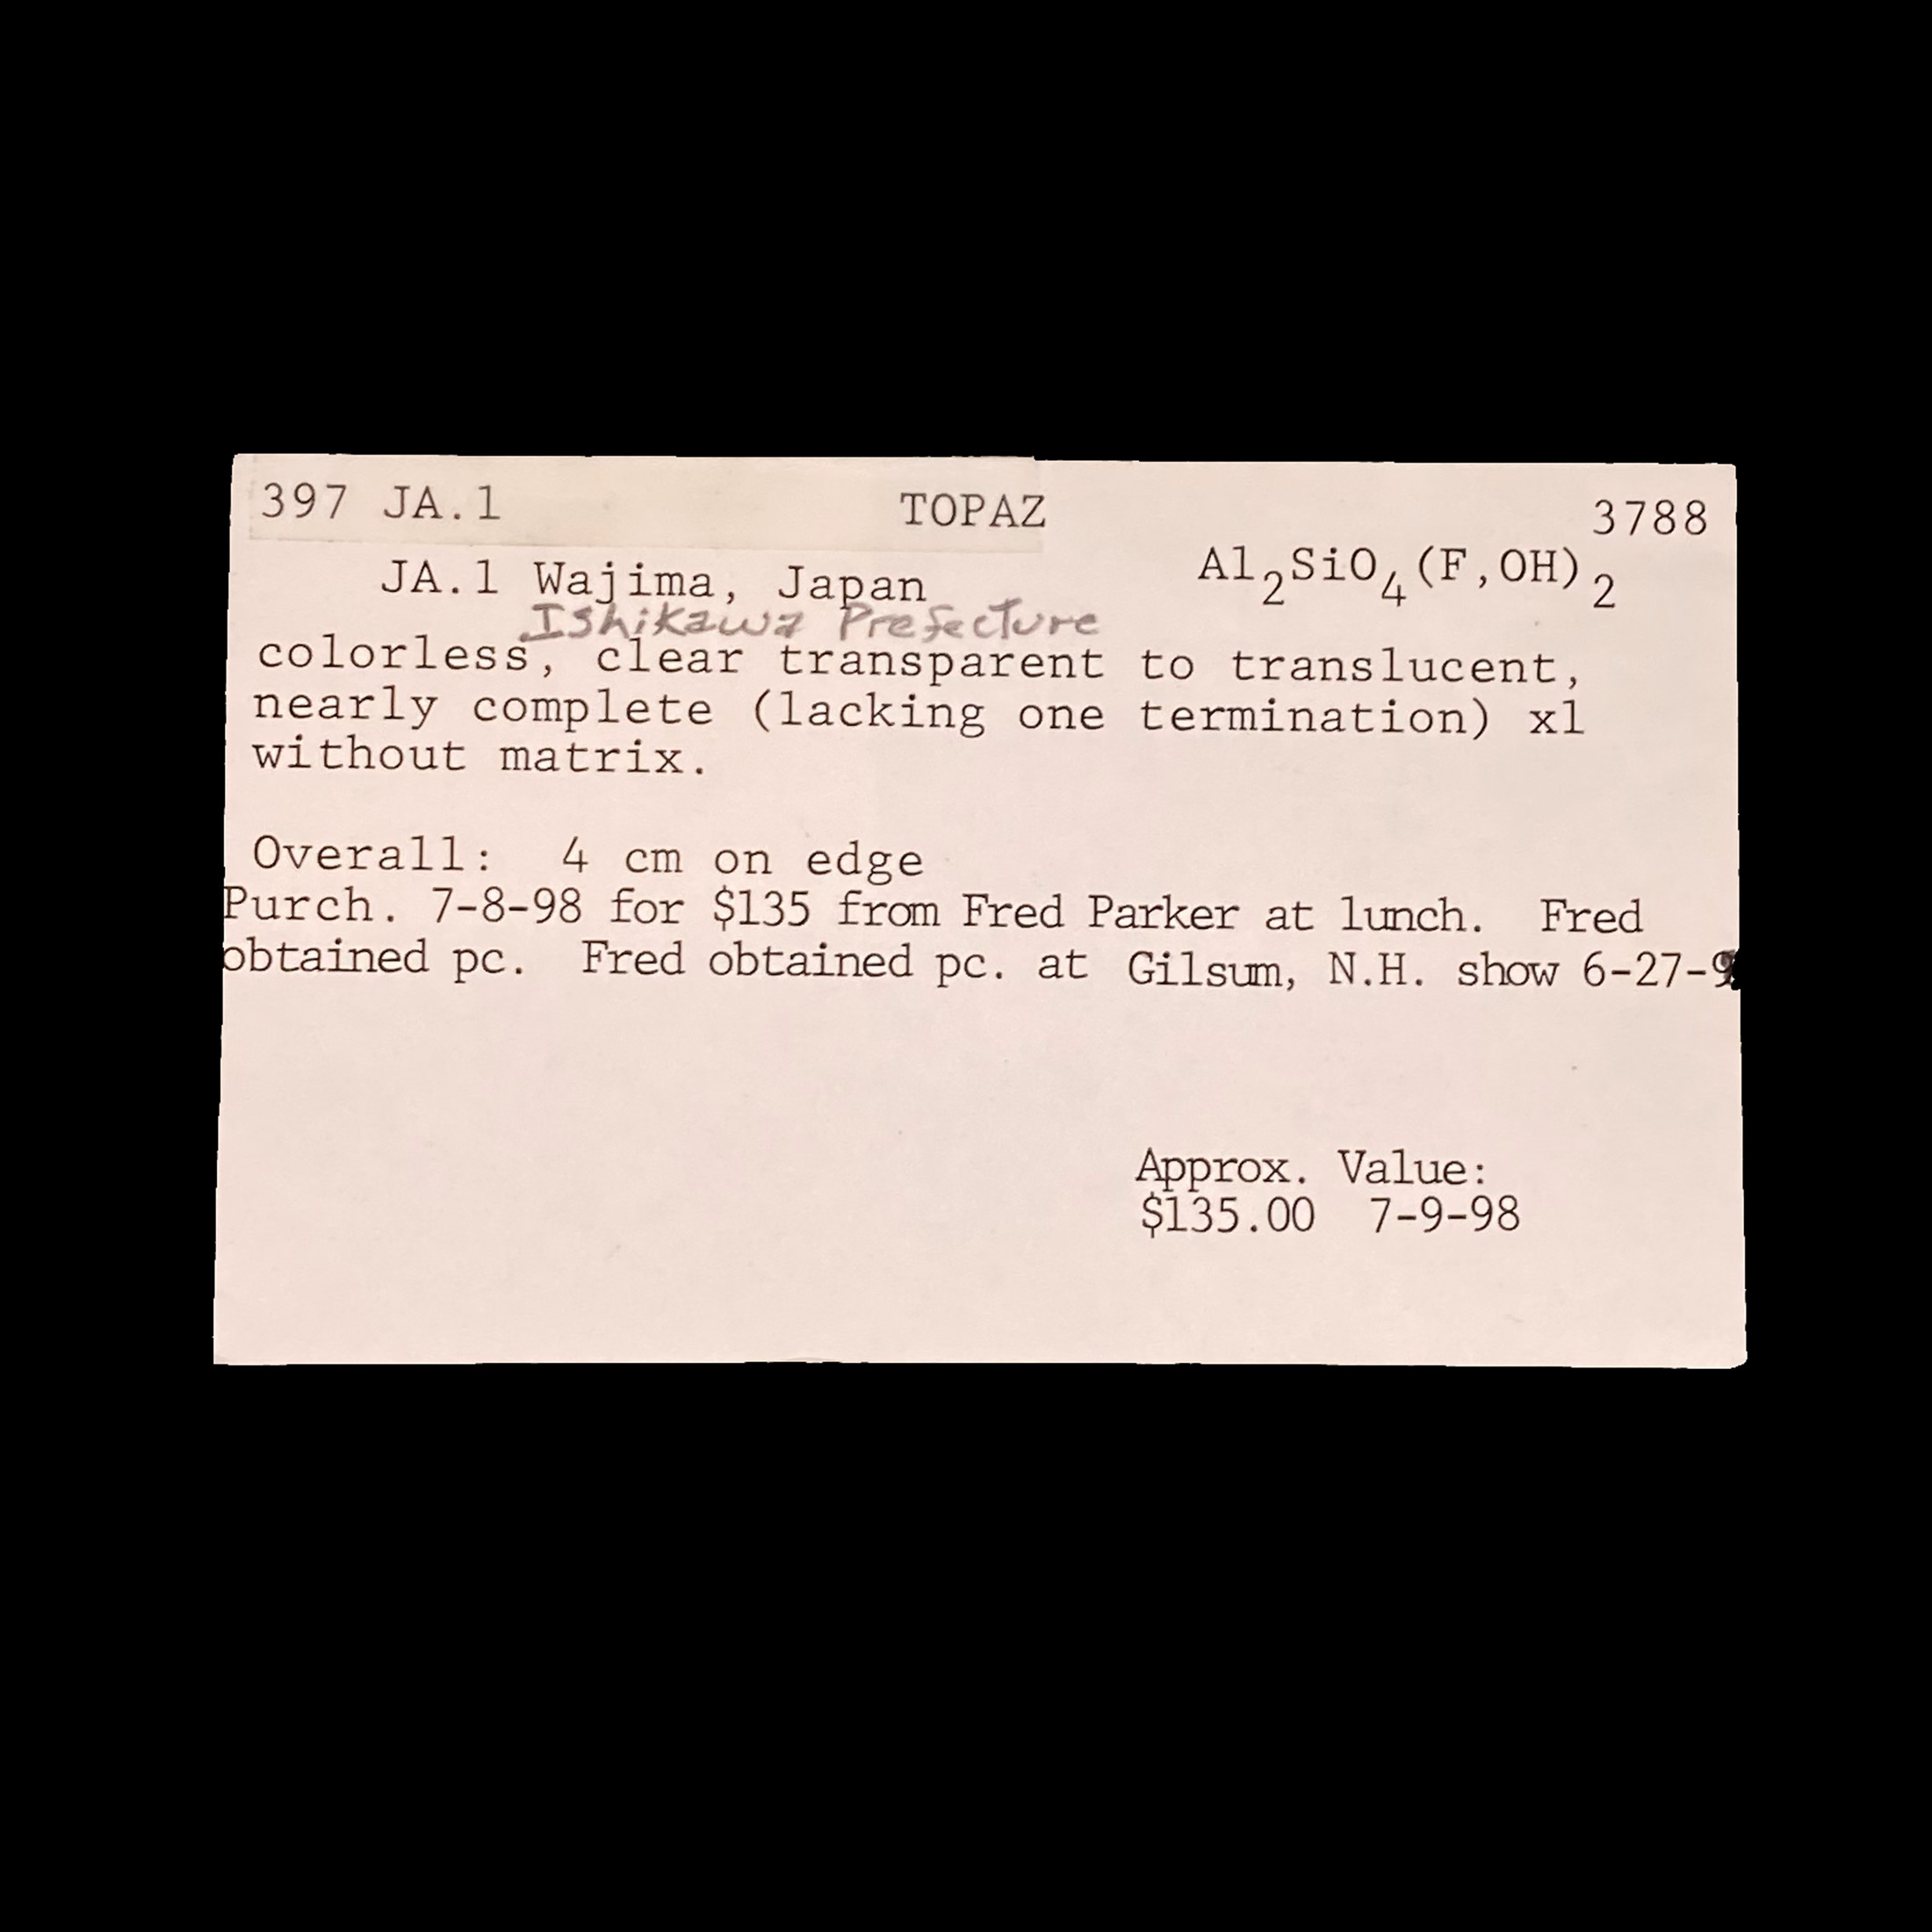 397 JA.1 TOPAZ 3788
JA.1 Wajima, Japan Al₂SiO₄(F,OH)₂
Ishikawa Prefecture
colorless, clear transparent to translucent,
nearly complete (lacking one termination) xl
without matrix.
Overall: 4 cm on edge
Purch. 7-8-98 for $135 from Fred Parker at lunch. Fred
obtained pc. Fred obtained pc. at Gilsum, N.H. show 6-27-9
Approx. Value:
$135.00 7-9-98